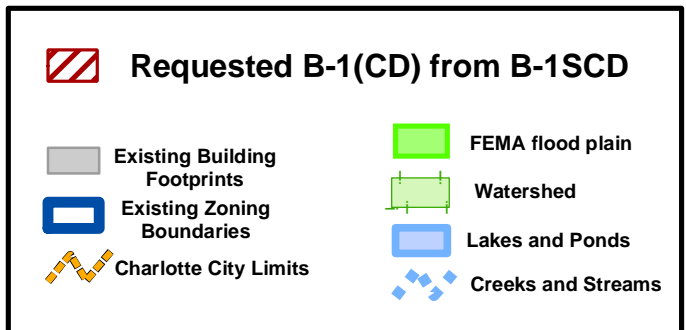 Requested B-1(CD) from B-1SCD
Existing Building
Footprints
Existing Zoning
Boundaries
Charlotte City Limits
FEMA flood plain
Watershed
Lakes and Ponds
Creeks and Streams